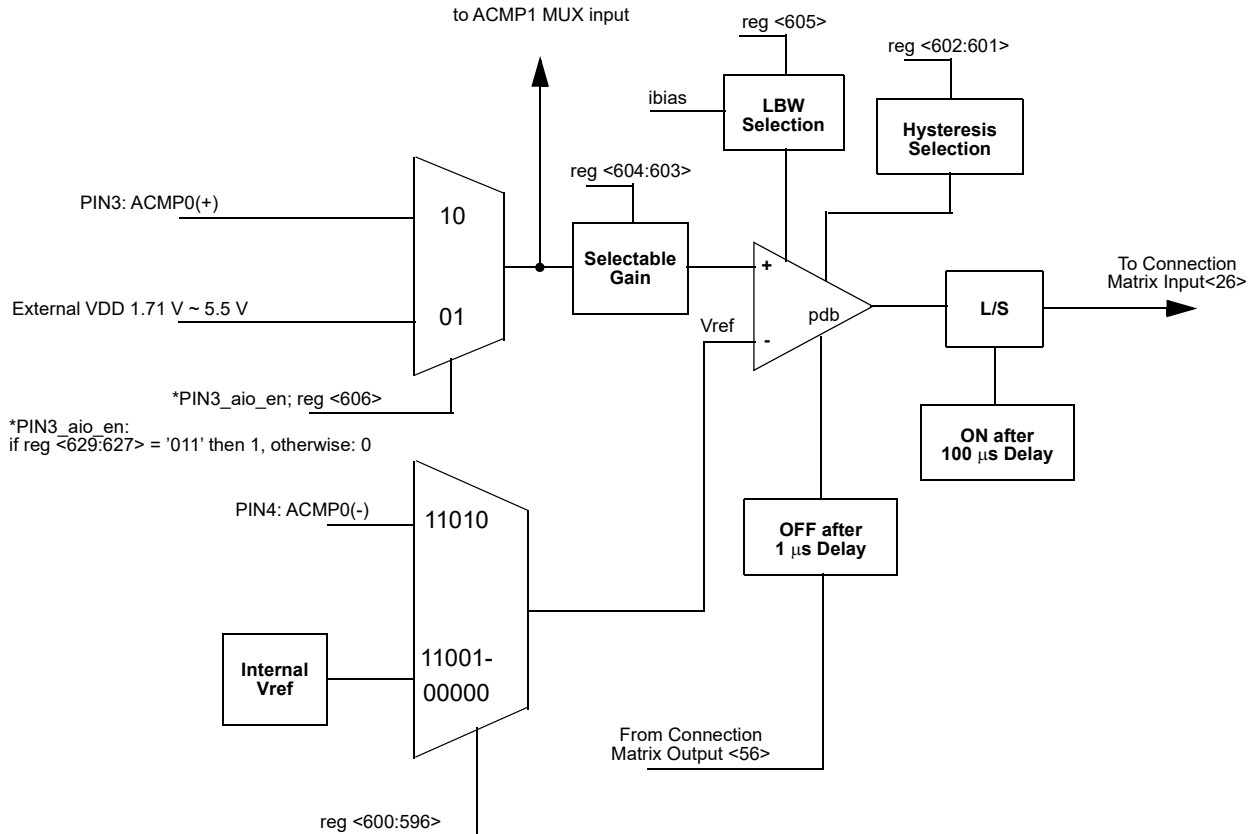 to ACMP1 MUX input
reg <605>
reg <602:601>
ibias
LBW
Selection
Hysteresis
Selection
reg <604:603>
PIN3: ACMP0(+)
10
Selectable
Gain
+
To Connection
Matrix Input<26>
External VDD 1.71 V ~ 5.5 V
01
Vref
pdb
-
L/S
*PIN3_aio_en; reg <606>
*PIN3_aio_en:
if reg <629:627> = '011' then 1, otherwise: 0
ON after
100 μs Delay
PIN4: ACMP0(-)
11010
OFF after
1 μs Delay
Internal
Vref
11001-
00000
From Connection
Matrix Output <56>
reg <600:596>